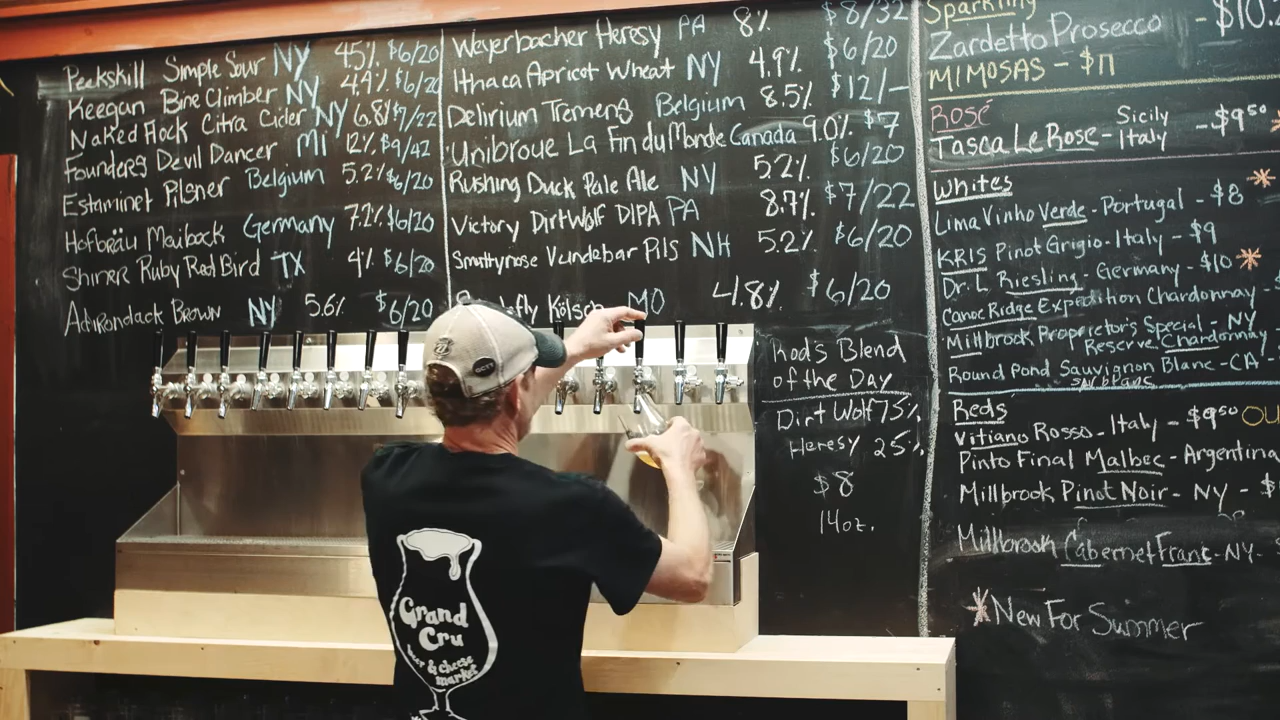 Peekskill Simple Sour NY 4.5% $6/20
Keegan Bine Climber NY 4.4% $6/20
Naked Flock Citra Cider NY 6.8% $7/22
Founders Devil Dancer Mi 12% $9/42
Estaminet Pilsner Belgium 5.2% $6/20
Hofbräu Maibock Germany 7.2% $6/20
Shiner Ruby Red Bird TX 4% $6/20
Adirondack Brown NY 5.6% $6/20
Weyerbacher Heresy PA 8% $8/32
Ithaca Apricot Wheat NY 4.9% $6/20
Delirium Tremens Belgium 8.5% $12/-
Unibroue La Fin du Monde Canada 9.0% $7
Rushing Duck Pale Ale NY 5.2% $6/20
Victory DirtWolf DIPA PA 8.7% $7/22
Smuttynose Vundebar Pils NH 5.2% $6/20
Kölsch MO 4.8% $6/20
Rod's Blend
of the Day
Dirt Wolf 75%
Heresy 25%
$8
14oz.
Sparkling
Zardetto Prosecco - $10.
MIMOSAS - $11
Rosé
Tasca Le Rose - Sicily Italy - $9.50
Whites
Lima Vinho Verde - Portugal - $8 *
KRIS Pinot Grigio - Italy - $9
Dr. L Riesling - Germany - $10 *
Canoe Ridge Expedition Chardonnay -
Millbrook Proprietor's Special - NY
Reserve Chardonnay
Round Pond Sauvignon Blanc - CA -
Reds
Vitiano Rosso - Italy - $9.50 OU
Pinto Final Malbec - Argentina
Millbrook Pinot Noir - NY - $
Millbrook Cabernet Franc - NY -
*New For Summer
Grand
Cru
beer & cheese
market